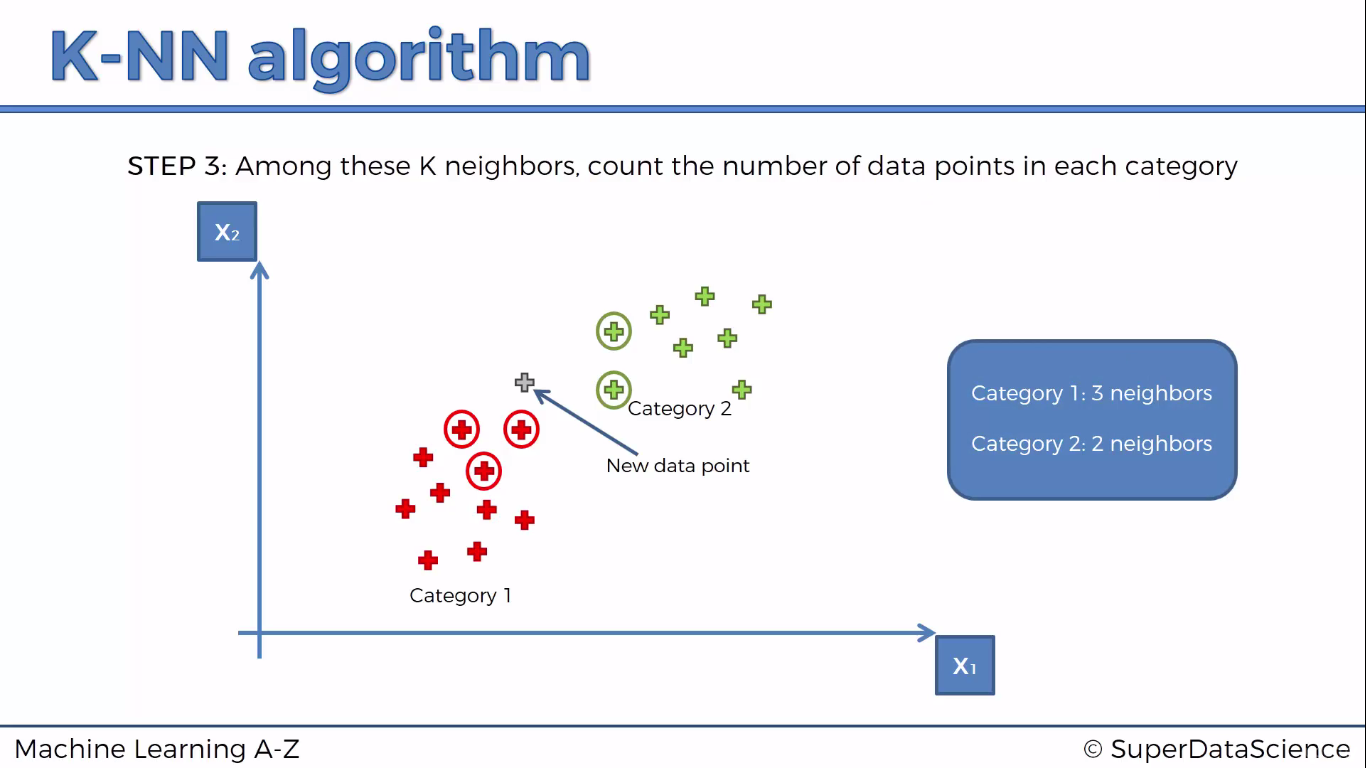 K-NN algorithm
STEP 3: Among these K neighbors, count the number of data points in each category
X2
Category 2
New data point
Category 1: 3 neighbors
Category 2: 2 neighbors
Category 1
X1
Machine Learning A-Z
© SuperDataScience